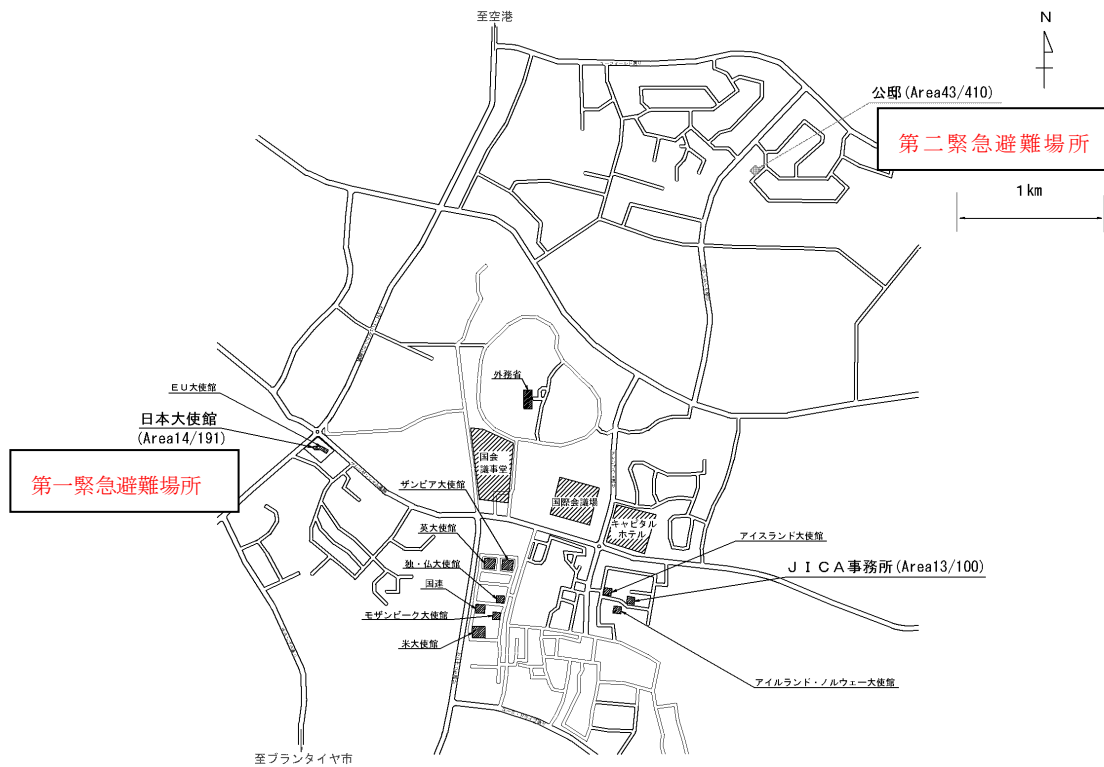 至空港
N
公邸(Area43/410)
第二緊急避難場所
1km
外務省
EU大使館
日本大使館
(Area14/191)
第一緊急避難場所
国会
議事堂
ザンビア大使館
国際会議場
キャピタル
ホテル
英大使館
アイスランド大使館
独・仏大使館
JICA事務所(Area13/100)
国連
モザンビーク大使館
米大使館
アイルランド・ノルウェー大使館
至ブランタイヤ市